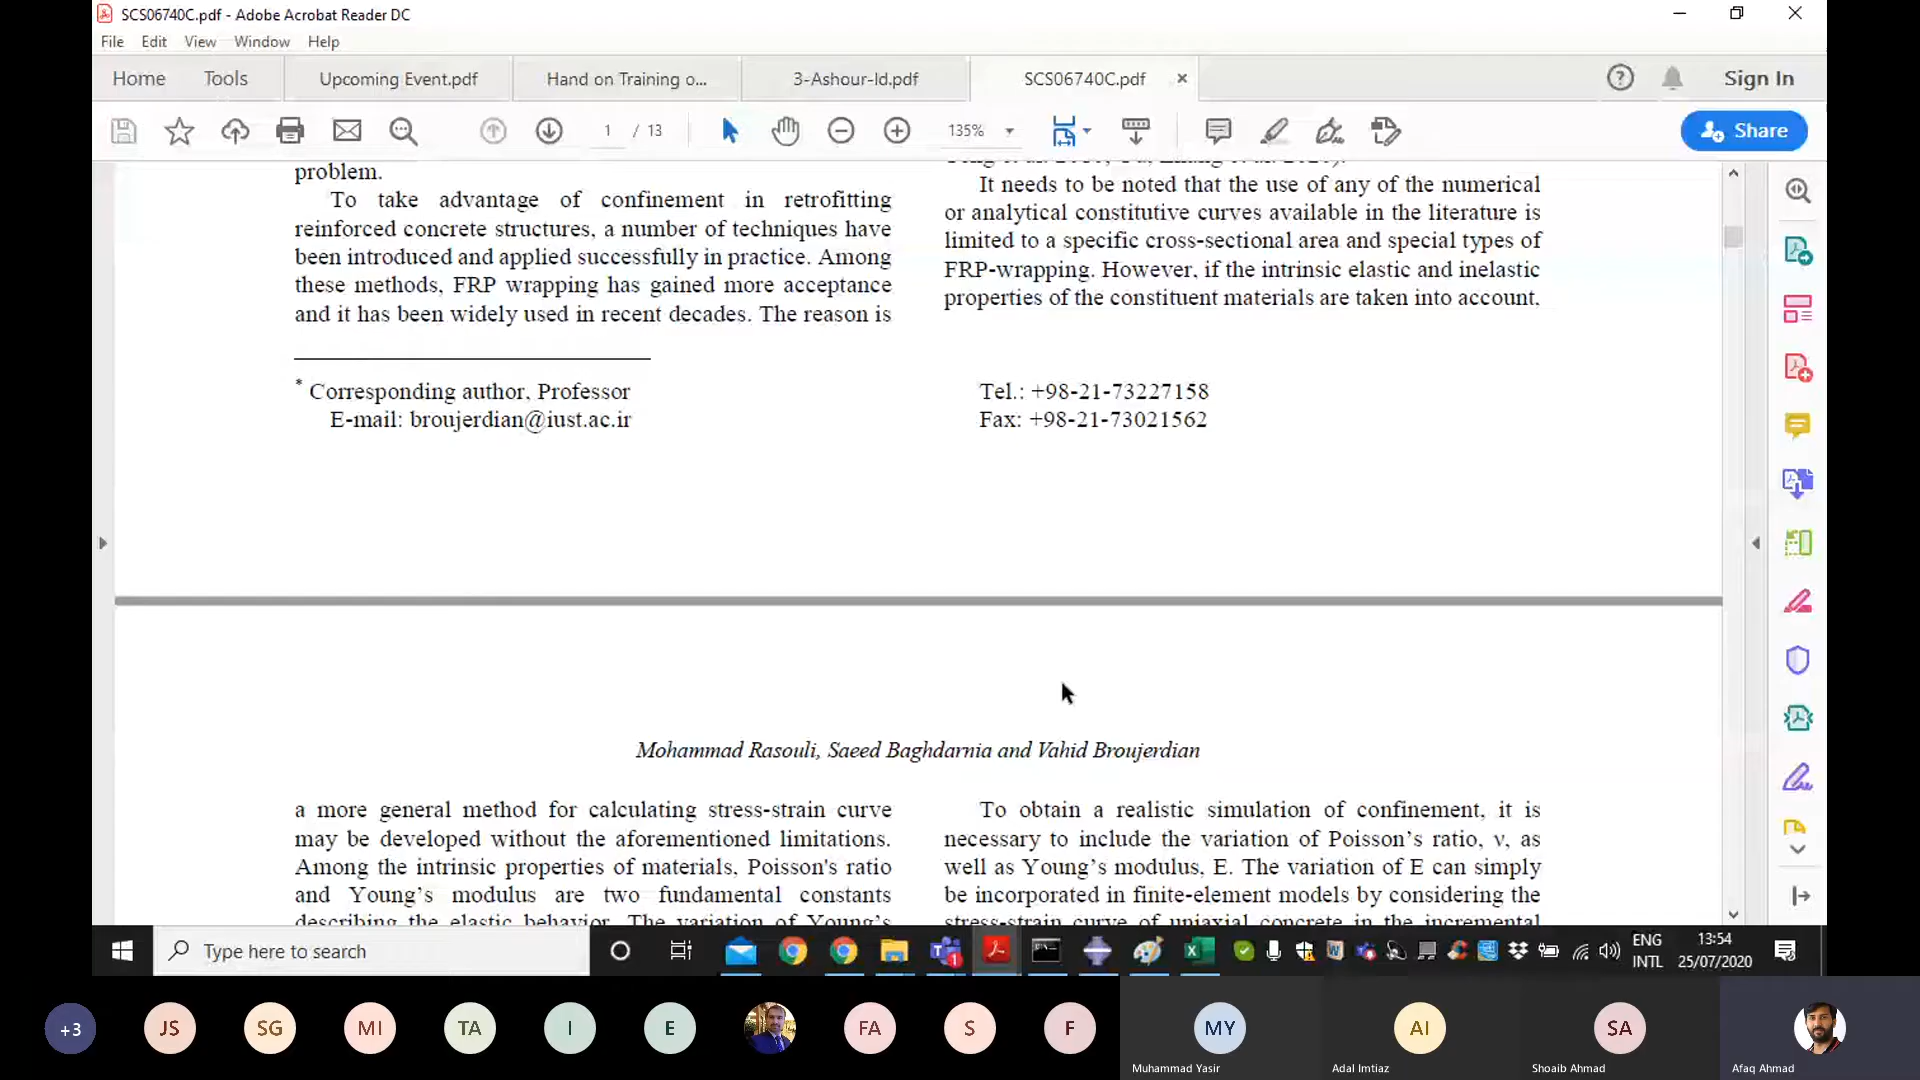 SCS06740C.pdf - Adobe Acrobat Reader DC
File Edit View Window Help
Home Tools Upcoming Event.pdf Hand on Training o... 3-Ashour-Id.pdf SCS06740C.pdf Sign In
1 / 13 135% Share
problem.
To take advantage of confinement in retrofitting
reinforced concrete structures, a number of techniques have
been introduced and applied successfully in practice. Among
these methods, FRP wrapping has gained more acceptance
and it has been widely used in recent decades. The reason is
It needs to be noted that the use of any of the numerical
or analytical constitutive curves available in the literature is
limited to a specific cross-sectional area and special types of
FRP-wrapping. However, if the intrinsic elastic and inelastic
properties of the constituent materials are taken into account,
* Corresponding author, Professor
E-mail: broujerdian@iust.ac.ir
Tel.: +98-21-73227158
Fax: +98-21-73021562
Mohammad Rasouli, Saeed Baghdarnia and Vahid Broujerdian
a more general method for calculating stress-strain curve
may be developed without the aforementioned limitations.
Among the intrinsic properties of materials, Poisson's ratio
and Young's modulus are two fundamental constants
describing the elastic behavior. The variation of Young's
To obtain a realistic simulation of confinement, it is
necessary to include the variation of Poisson's ratio, ν, as
well as Young's modulus, E. The variation of E can simply
be incorporated in finite-element models by considering the
stress-strain curve of uniaxial concrete in the incremental
Type here to search
ENG
INTL
13:54
25/07/2020
+3 JS SG MI TA I E FA S F MY AI SA
Muhammad Yasir Adal Imtiaz Shoaib Ahmad Afaq Ahmad